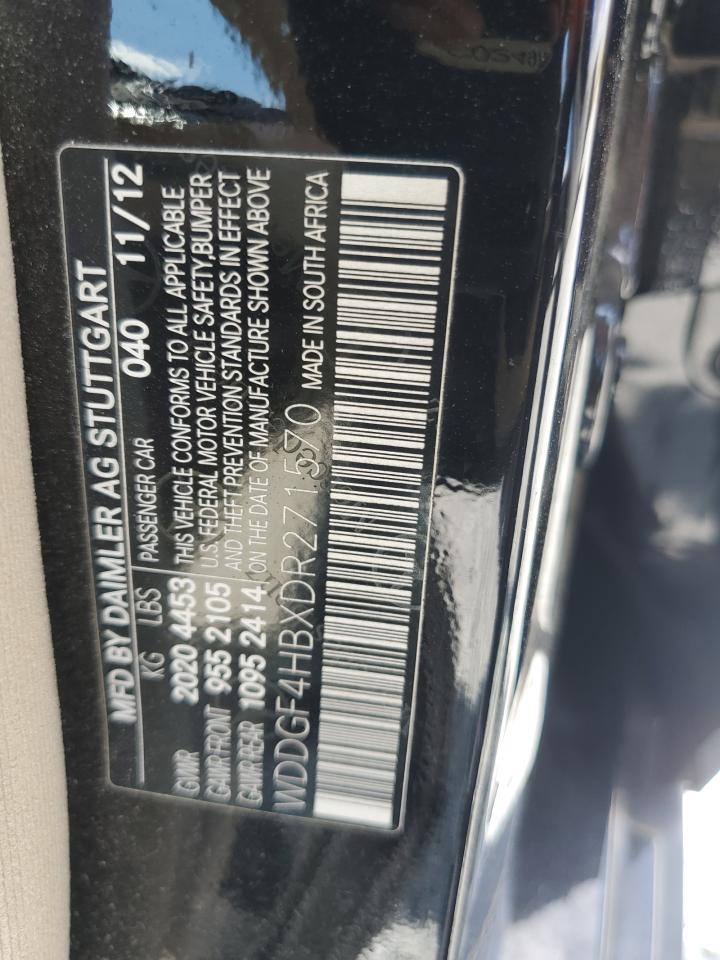 MFD BY DAIMLER AG STUTTGART
KG LBS PASSENGER CAR 040 11/12
GVWR 2020 4453 THIS VEHICLE CONFORMS TO ALL APPLICABLE
GAWR FRONT 955 2105 U.S. FEDERAL MOTOR VEHICLE SAFETY,BUMPER
GAWR REAR 1095 2414 AND THEFT PREVENTION STANDARDS IN EFFECT
ON THE DATE OF MANUFACTURE SHOWN ABOVE
WDDGF4HBXDR271570 MADE IN SOUTH AFRICA